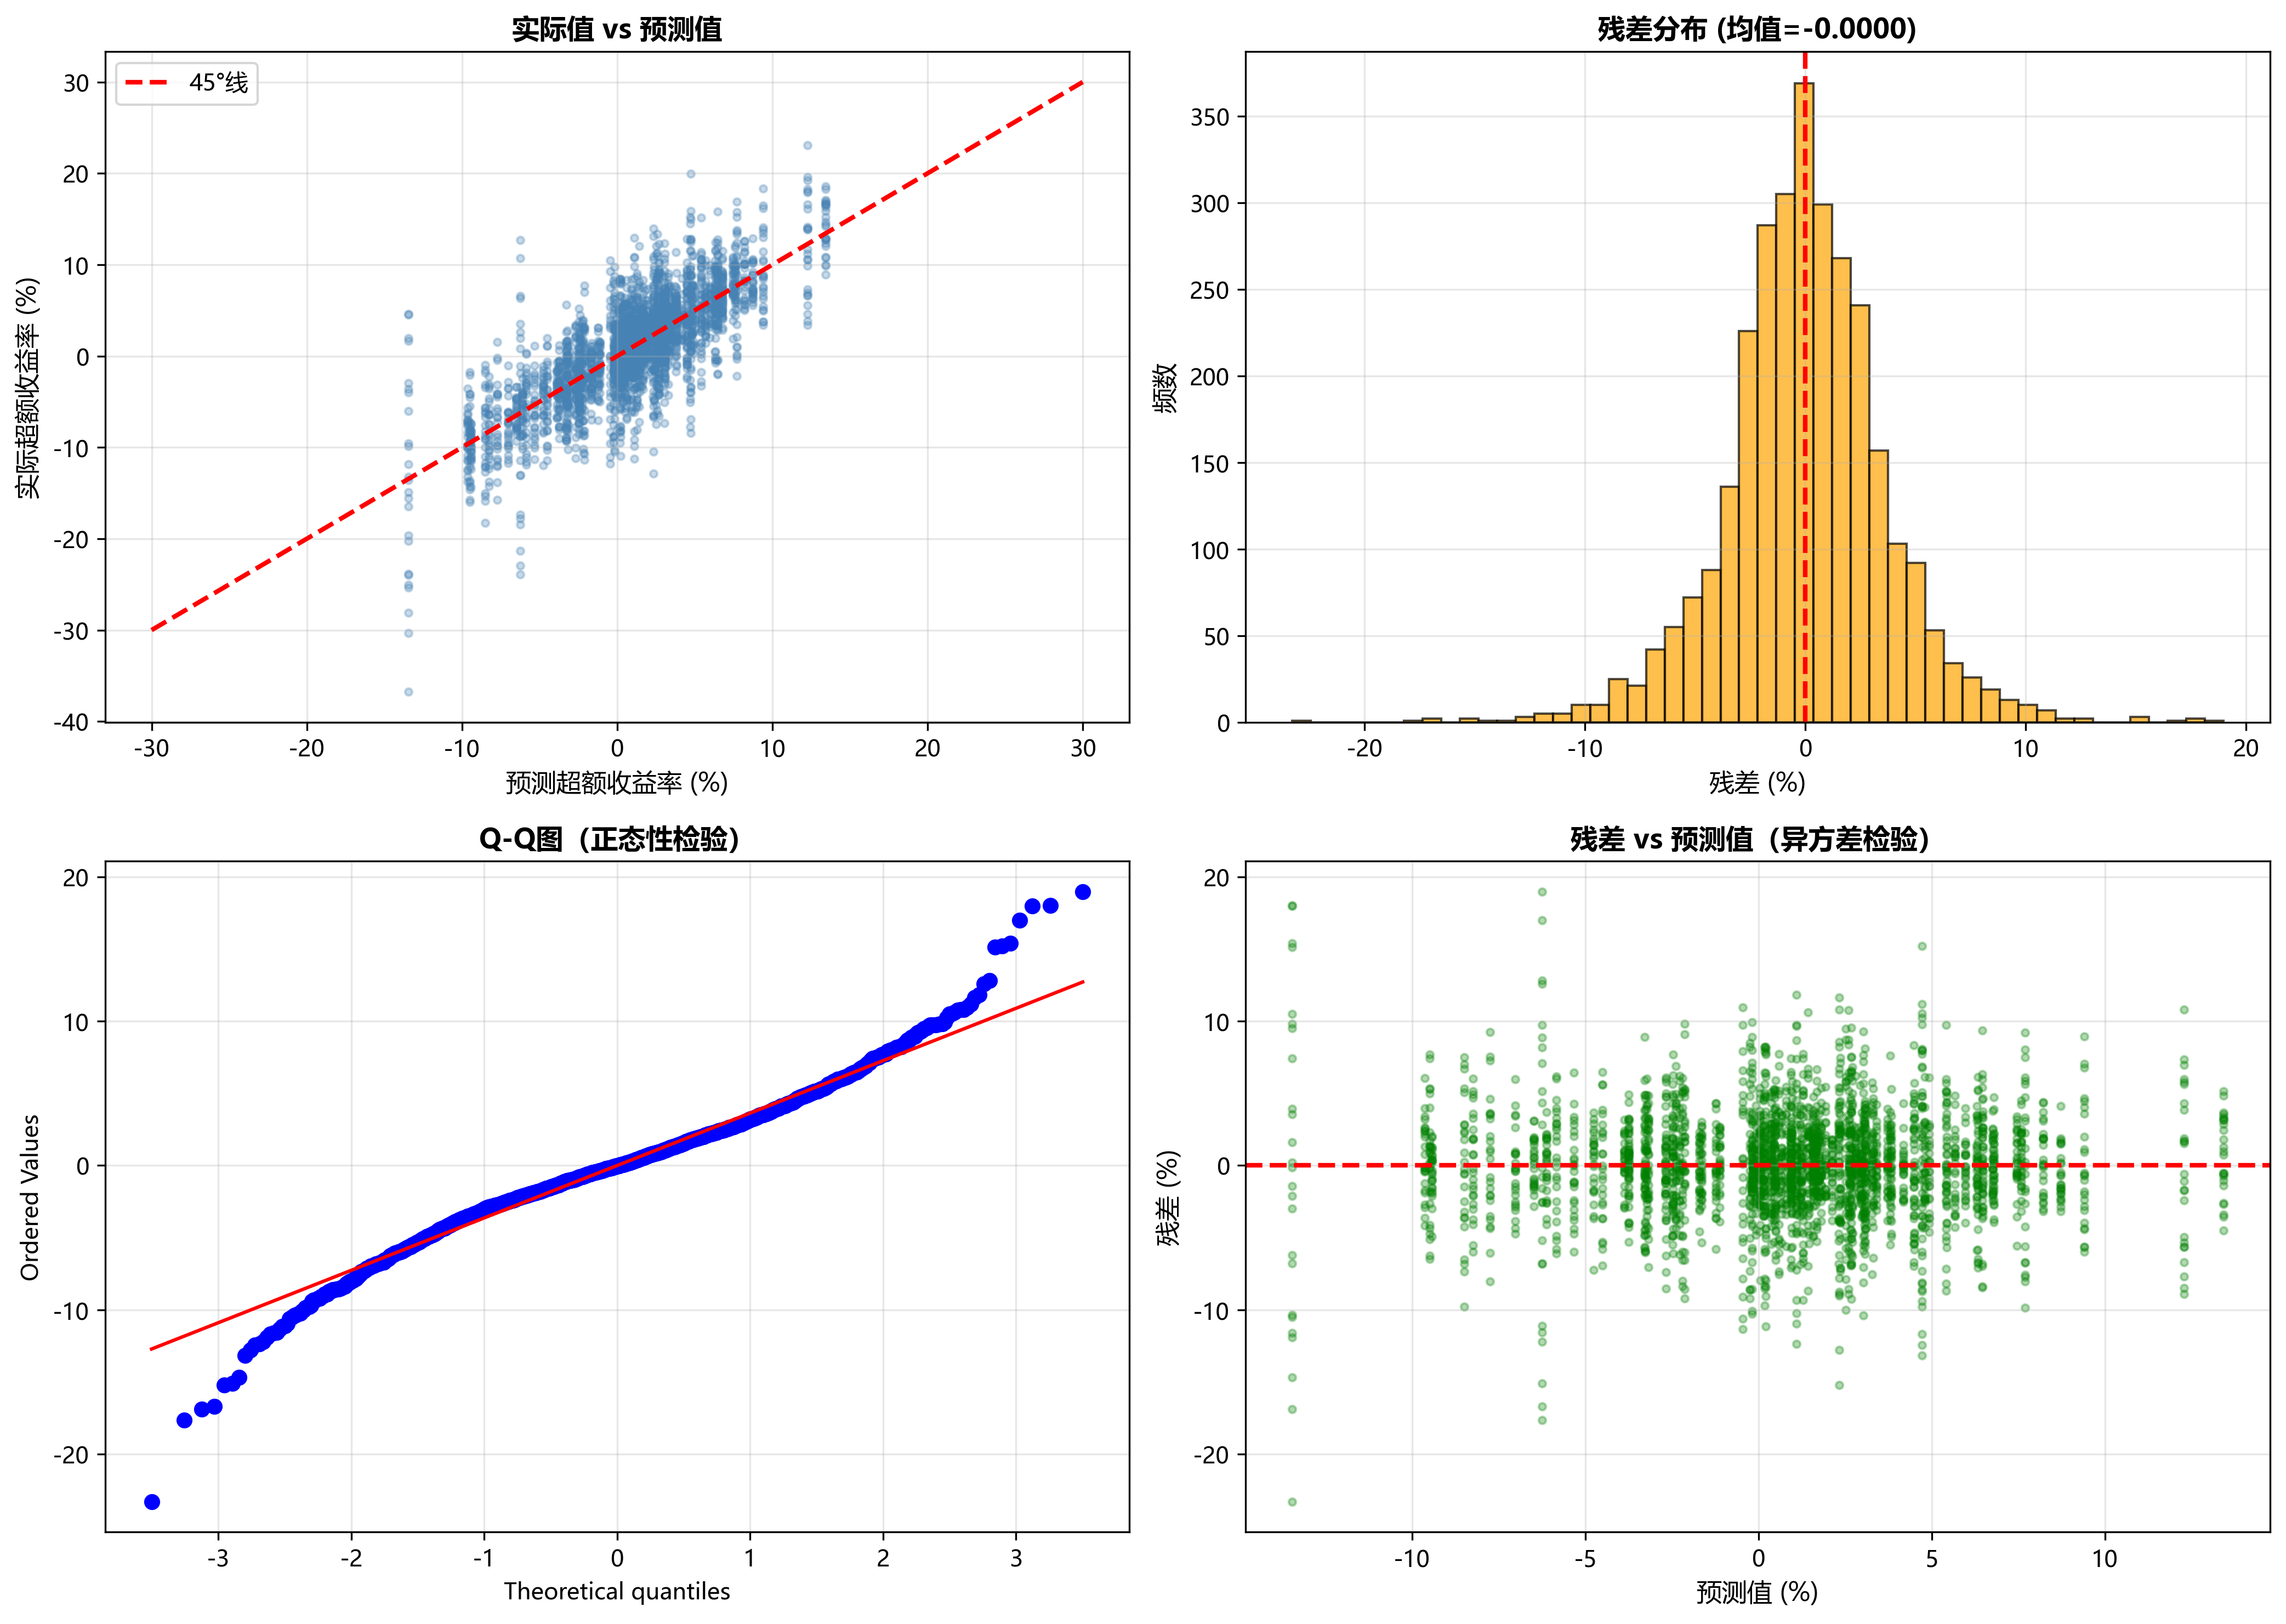 实际值 vs 预测值
45°线
30
20
10
0
-10
-20
-30
-40
实际超额收益率 (%)
-30 -20 -10 0 10 20 30
预测超额收益率 (%)
残差分布 (均值=-0.0000)
350
300
250
200
150
100
50
0
频数
-20 -10 0 10 20
残差 (%)
Q-Q图（正态性检验）
20
10
0
-10
-20
Ordered Values
-3 -2 -1 0 1 2 3
Theoretical quantiles
残差 vs 预测值（异方差检验）
20
10
0
-10
-20
残差 (%)
-10 -5 0 5 10
预测值 (%)